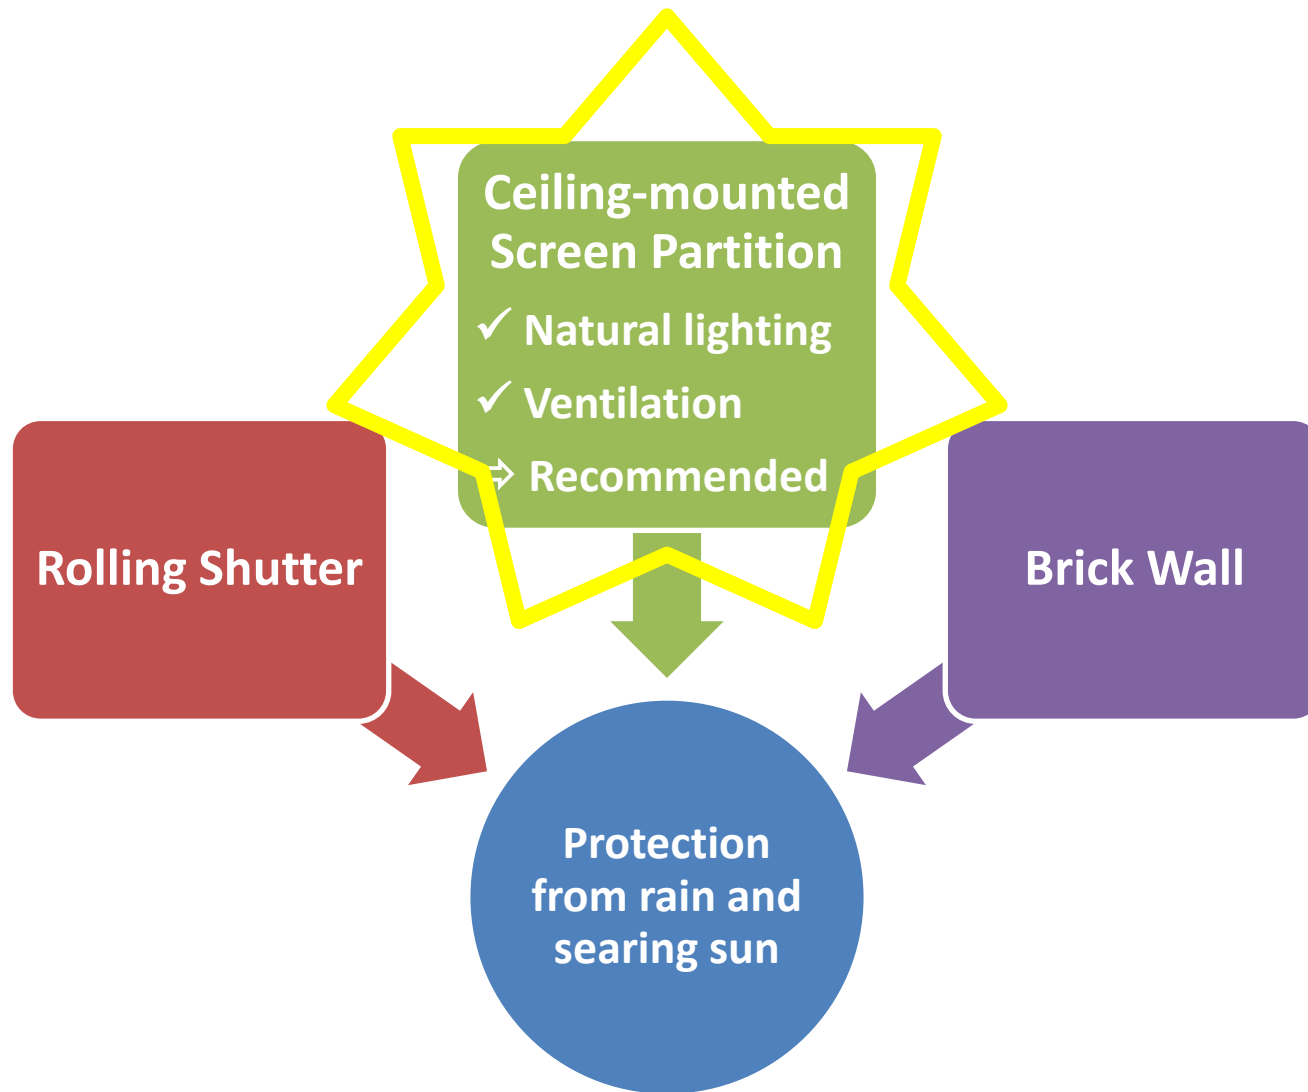 Ceiling-mounted
Screen Partition
✓ Natural lighting
✓ Ventilation
⇨ Recommended
Rolling Shutter
Brick Wall
Protection
from rain and
searing sun